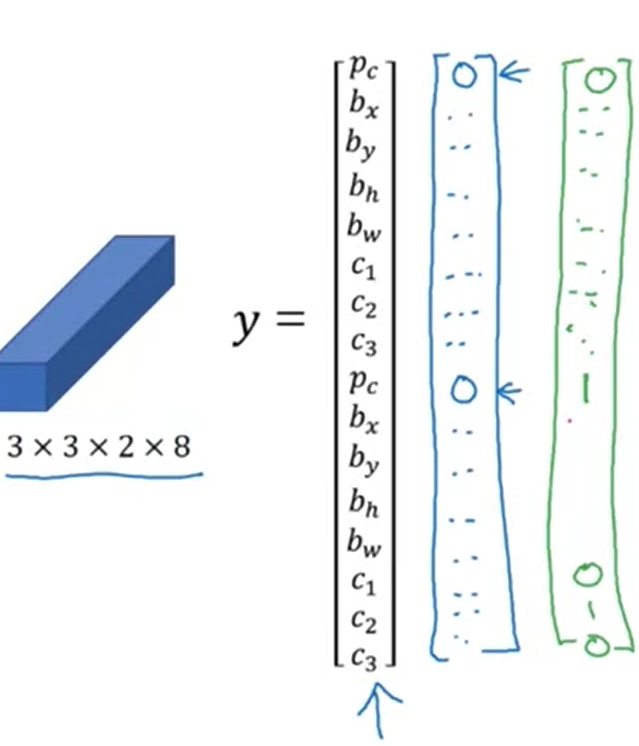 3 × 3 × 2 × 8
y =
p_c 0 0
b_x
b_y
b_h
b_w
c_1
c_2
c_3
p_c 0 1
b_x
b_y
b_h
b_w
c_1 0
c_2 1
c_3 0